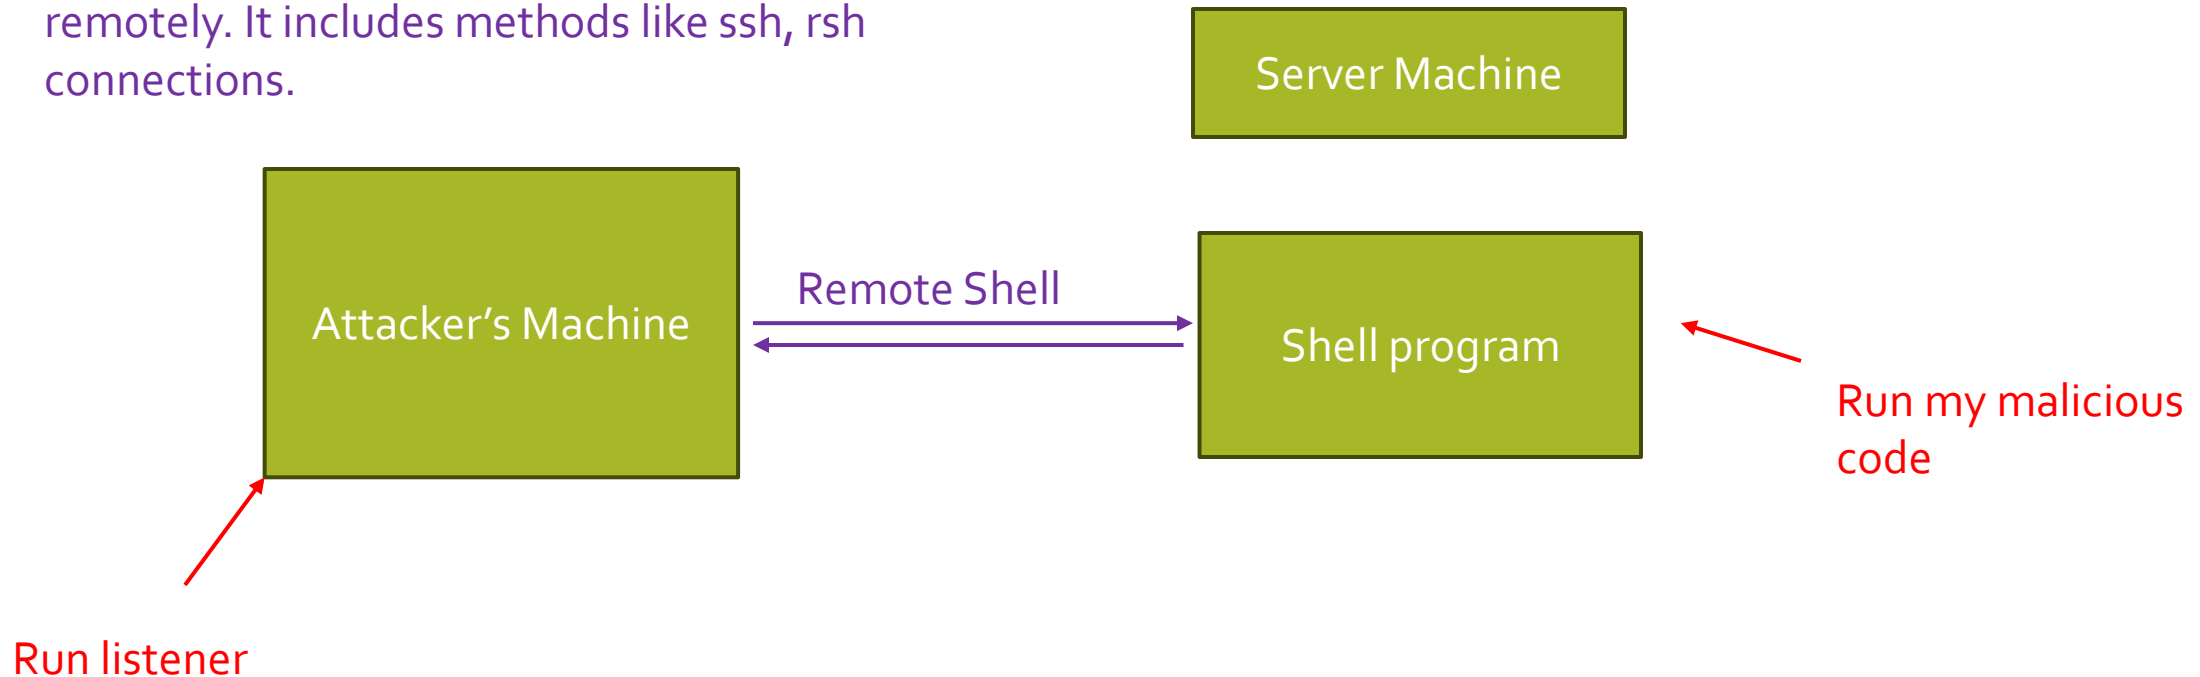 remotely. It includes methods like ssh, rsh
connections.
Server Machine
Attacker’s Machine
Remote Shell
Shell program
Run my malicious
code
Run listener